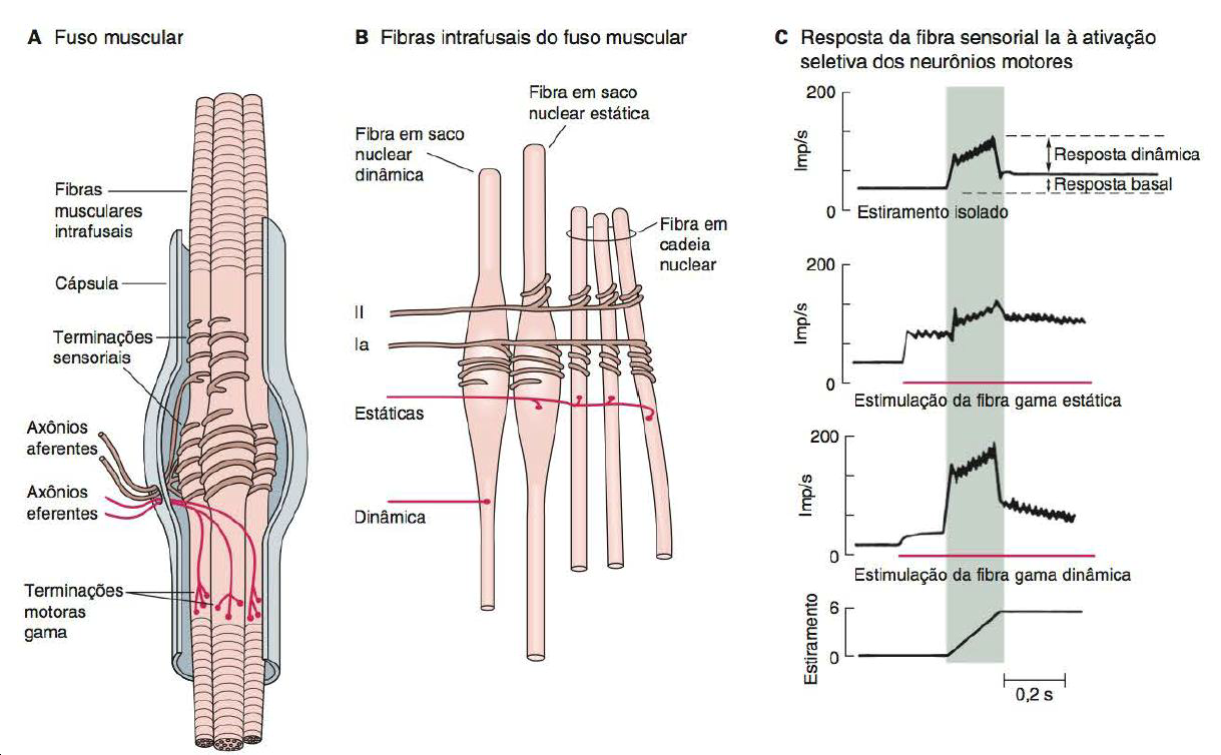 A Fuso muscular
Fibras
musculares
intrafusais
Cápsula
Terminações
sensoriais
Axônios
aferentes
Axônios
eferentes
Terminações
motoras
gama
B Fibras intrafusais do fuso muscular
Fibra em saco
nuclear estática
Fibra em saco
nuclear
dinâmica
Fibra em
cadeia
nuclear
II
Ia
Estáticas
Dinâmica
C Resposta da fibra sensorial Ia à ativação
seletiva dos neurônios motores
200
Imp/s
0
Resposta dinâmica
Resposta basal
Estiramento isolado
200
Imp/s
0
Estimulação da fibra gama estática
200
Imp/s
0
Estimulação da fibra gama dinâmica
6
Estiramento
0
0,2 s